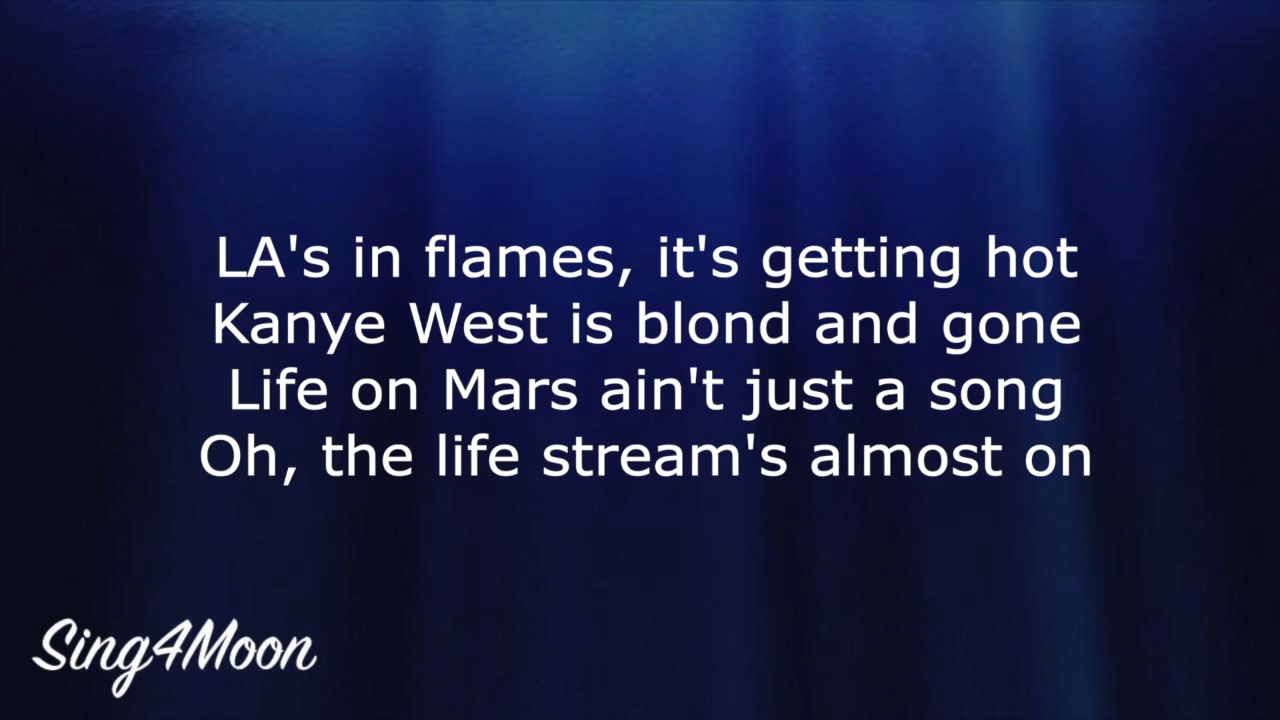 LA's in flames, it's getting hot
Kanye West is blond and gone
Life on Mars ain't just a song
Oh, the life stream's almost on
Sing4Moon